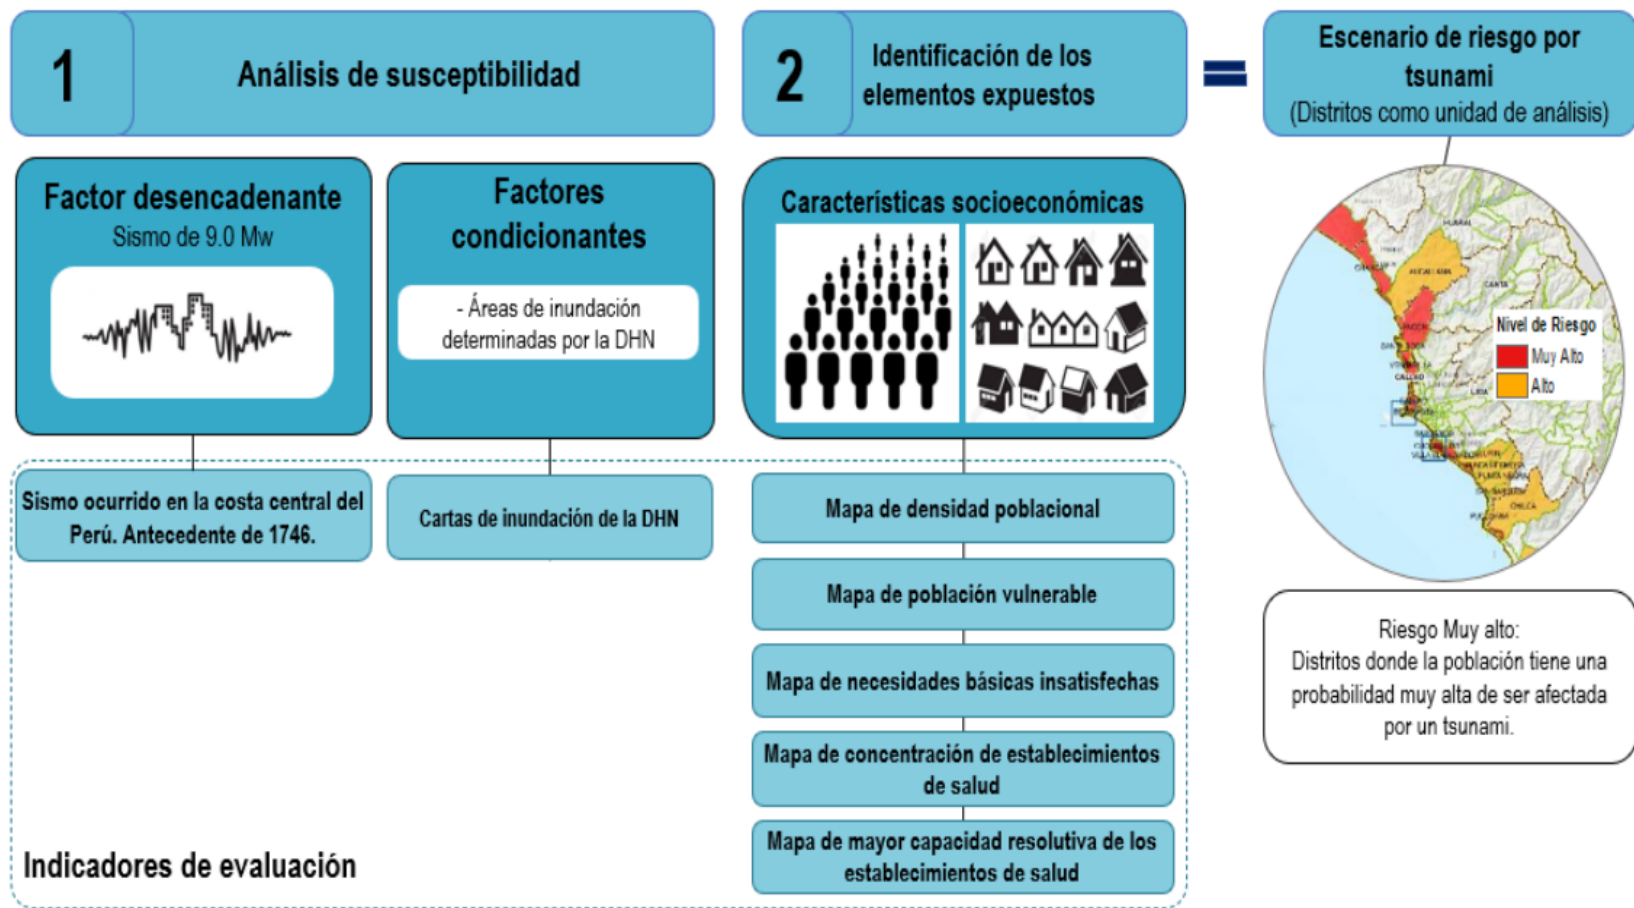 1
Análisis de susceptibilidad
2
Identificación de los
elementos expuestos
=
Escenario de riesgo por
tsunami
(Distritos como unidad de análisis)
Factor desencadenante
Sismo de 9.0 Mw
Factores
condicionantes
- Áreas de inundación
determinadas por la DHN
Características socioeconómicas
HUARAL
CANTA
LIMA
CALLAO
CHILCA
Nivel de Riesgo
Muy Alto
Alto
Sismo ocurrido en la costa central del
Perú. Antecedente de 1746.
Cartas de inundación de la DHN
Mapa de densidad poblacional
Mapa de población vulnerable
Mapa de necesidades básicas insatisfechas
Mapa de concentración de establecimientos
de salud
Mapa de mayor capacidad resolutiva de los
establecimientos de salud
Indicadores de evaluación
Riesgo Muy alto:
Distritos donde la población tiene una
probabilidad muy alta de ser afectada
por un tsunami.